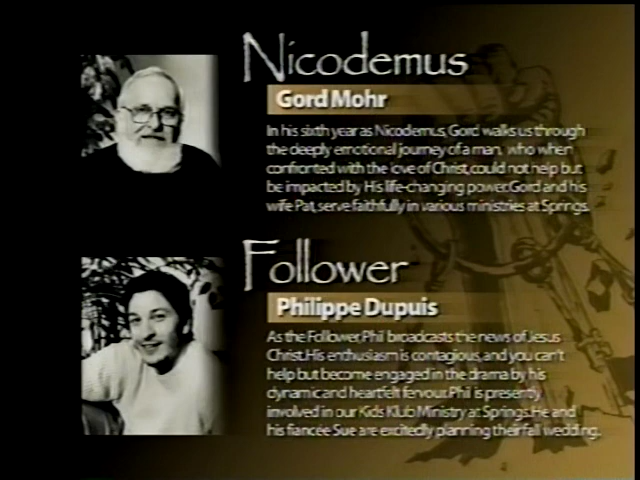 Nicodemus
Gord Mohr
In his sixth year as Nicodemus, Gord walks us through
the deeply emotional journey of a man, who when
confronted with the love of Christ, could not help but
be impacted by His life-changing power. Gord and his
wife Pat, serve faithfully in various ministries at Springs.
Follower
Philippe Dupuis
As the Follower, Phil broadcasts the news of Jesus
Christ. His enthusiasm is contagious, and you can't
help but become engaged in the drama by his
dynamic and heartfelt fervour. Phil is presently
involved in our Kids Klub Ministry at Springs. He and
his fiancée Sue are excitedly planning their fall wedding.